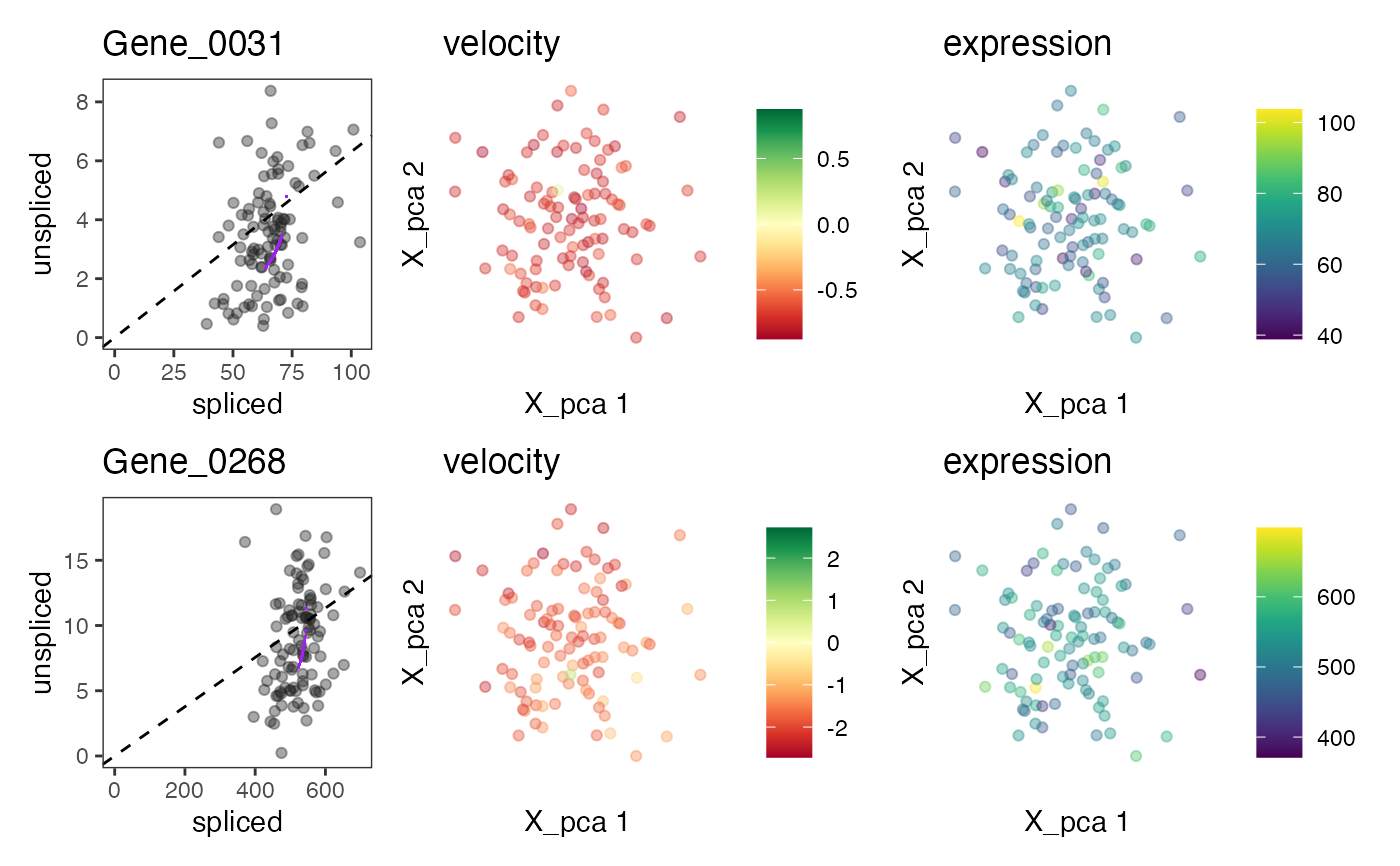 Gene_0031
velocity
expression
8
6
4
2
0
unspliced
0
25
50
75
100
spliced
X_pca 2
X_pca 1
0.5
0.0
-0.5
X_pca 2
X_pca 1
100
80
60
40
Gene_0268
velocity
expression
15
10
5
0
unspliced
0
200
400
600
spliced
X_pca 2
X_pca 1
2
1
0
-1
-2
X_pca 2
X_pca 1
600
500
400